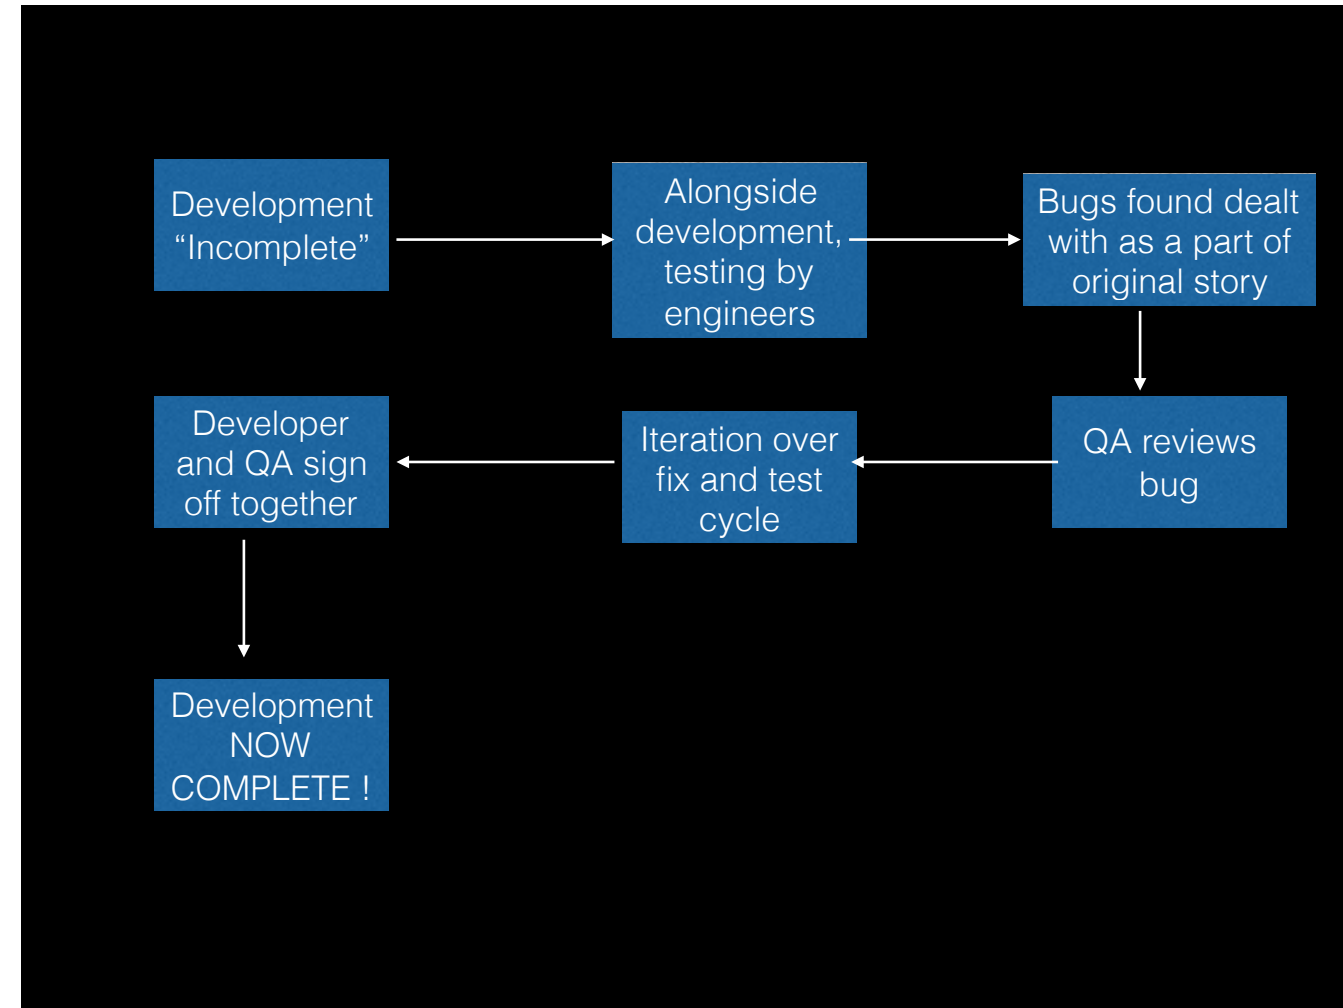 Development
“Incomplete”
Alongside
development,
testing by
engineers
Bugs found dealt
with as a part of
original story
QA reviews
bug
Iteration over
fix and test
cycle
Developer
and QA sign
off together
Development
NOW
COMPLETE !